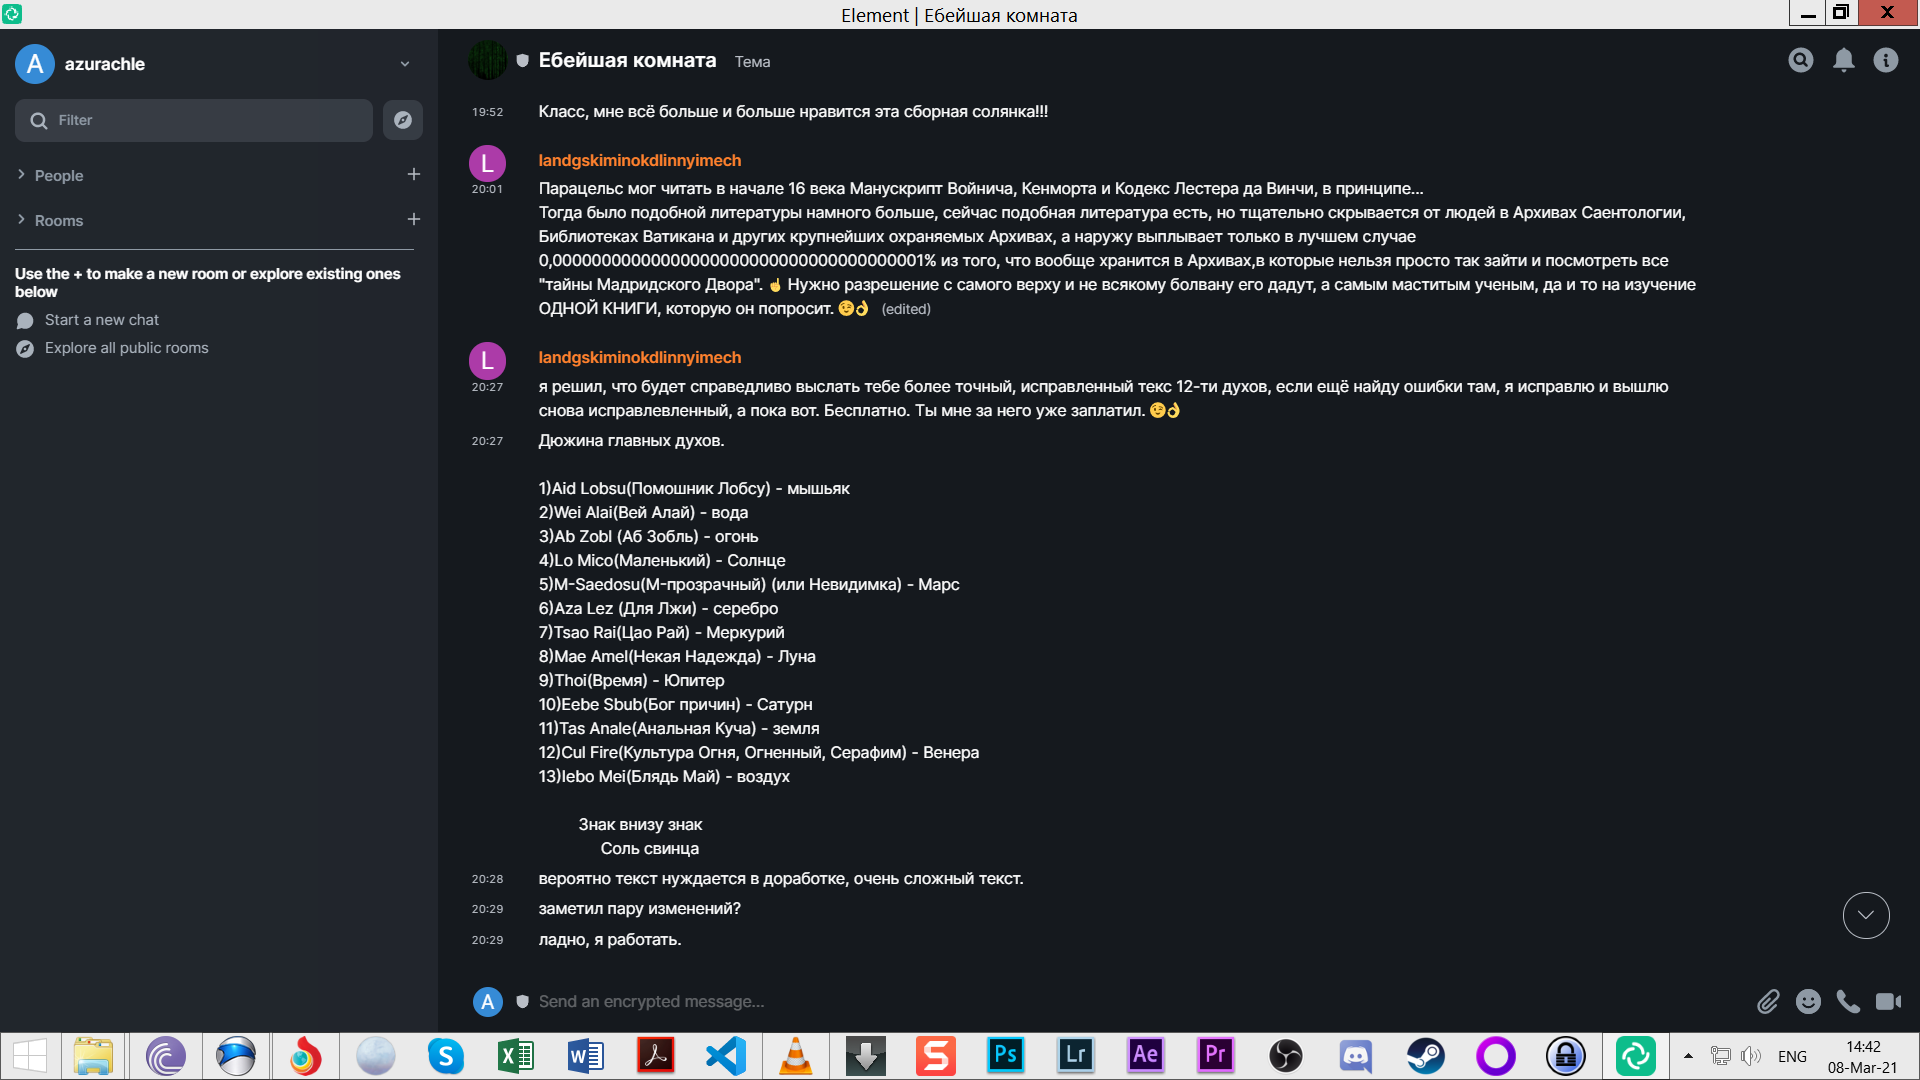 Element | Ебейшая комната
A azurachle
Filter
People
Rooms
Use the + to make a new room or explore existing ones
below
Start a new chat
Explore all public rooms
Ебейшая комната Тема
19:52 Класс, мне всё больше и больше нравится эта сборная солянка!!!
L landgskiminokdlinnyimech
20:01 Парацельс мог читать в начале 16 века Манускрипт Войнича, Кенморта и Кодекс Лестера да Винчи, в принципе...
Тогда было подобной литературы намного больше, сейчас подобная литература есть, но тщательно скрывается от людей в Архивах Саентологии,
Библиотеках Ватикана и других крупнейших охраняемых Архивах, а наружу выплывает только в лучшем случае
0,0000000000000000000000000000000000001% из того, что вообще хранится в Архивах,в которые нельзя просто так зайти и посмотреть все
"тайны Мадридского Двора". ☝ Нужно разрешение с самого верху и не всякому болвану его дадут, а самым маститым ученым, да и то на изучение
ОДНОЙ КНИГИ, которую он попросит. 😉👌 (edited)
L landgskiminokdlinnyimech
20:27 я решил, что будет справедливо выслать тебе более точный, исправленный текс 12-ти духов, если ещё найду ошибки там, я исправлю и вышлю
снова исправлевленный, а пока вот. Бесплатно. Ты мне за него уже заплатил. 😉👌
20:27 Дюжина главных духов.
1)Aid Lobsu(Помошник Лобсу) - мышьяк
2)Wei Alai(Вей Алай) - вода
3)Ab Zobl (Аб Зобль) - огонь
4)Lo Mico(Маленький) - Солнце
5)M-Saedosu(М-прозрачный) (или Невидимка) - Марс
6)Aza Lez (Для Лжи) - серебро
7)Tsao Rai(Цао Рай) - Меркурий
8)Mae Amel(Некая Надежда) - Луна
9)Thoi(Время) - Юпитер
10)Eebe Sbub(Бог причин) - Сатурн
11)Tas Anale(Анальная Куча) - земля
12)Cul Fire(Культура Огня, Огненный, Серафим) - Венера
13)Iebo Mei(Блядь Май) - воздух
Знак внизу знак
Соль свинца
20:28 вероятно текст нуждается в доработке, очень сложный текст.
20:29 заметил пару изменений?
20:29 ладно, я работать.
A Send an encrypted message...
Ps Lr Ae Pr ENG 14:42
08-Mar-21